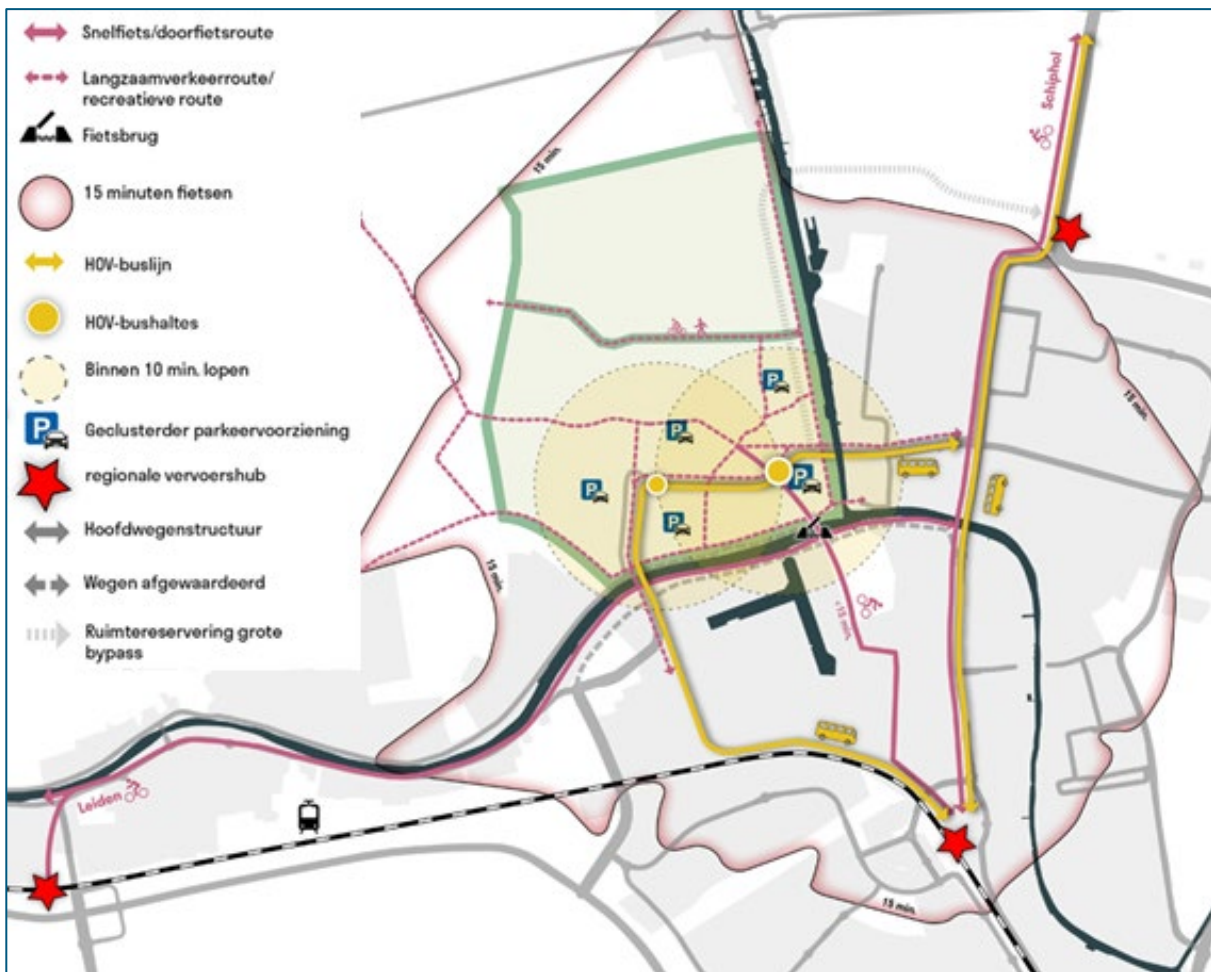 Snelfiets/doorfietsroute
Langzaamverkeerroute/
recreatieve route
Fietsbrug
15 minuten fietsen
HOV-buslijn
HOV-bushaltes
Binnen 10 min. lopen
P
Geclusterder parkeervoorziening
regionale vervoershub
Hoofdwegenstructuur
Wegen afgewaardeerd
Ruimtereservering grote
bypass
15 min.
Schiphol
P
P
15 min.
P
P
P
15 min.
<15 min.
Leiden
15 min.